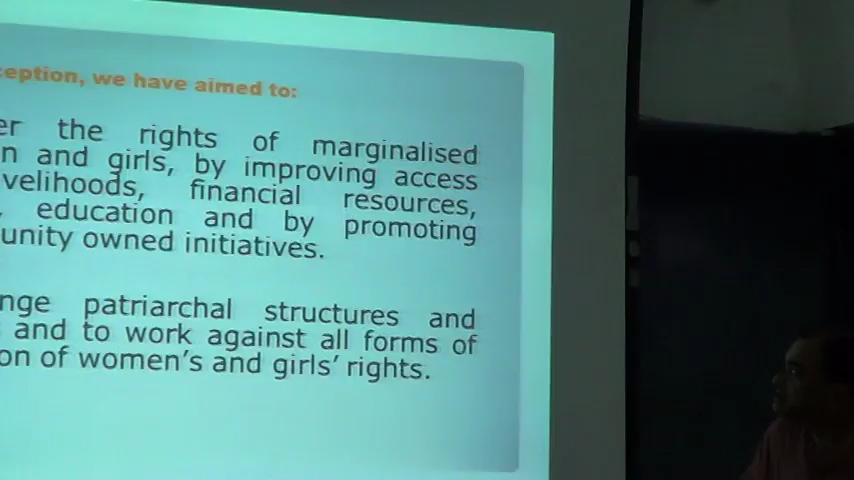 ception, we have aimed to:
er the rights of marginalised
n and girls, by improving access
velihoods, financial resources,
, education and by promoting
unity owned initiatives.
nge patriarchal structures and
and to work against all forms of
on of women's and girls' rights.